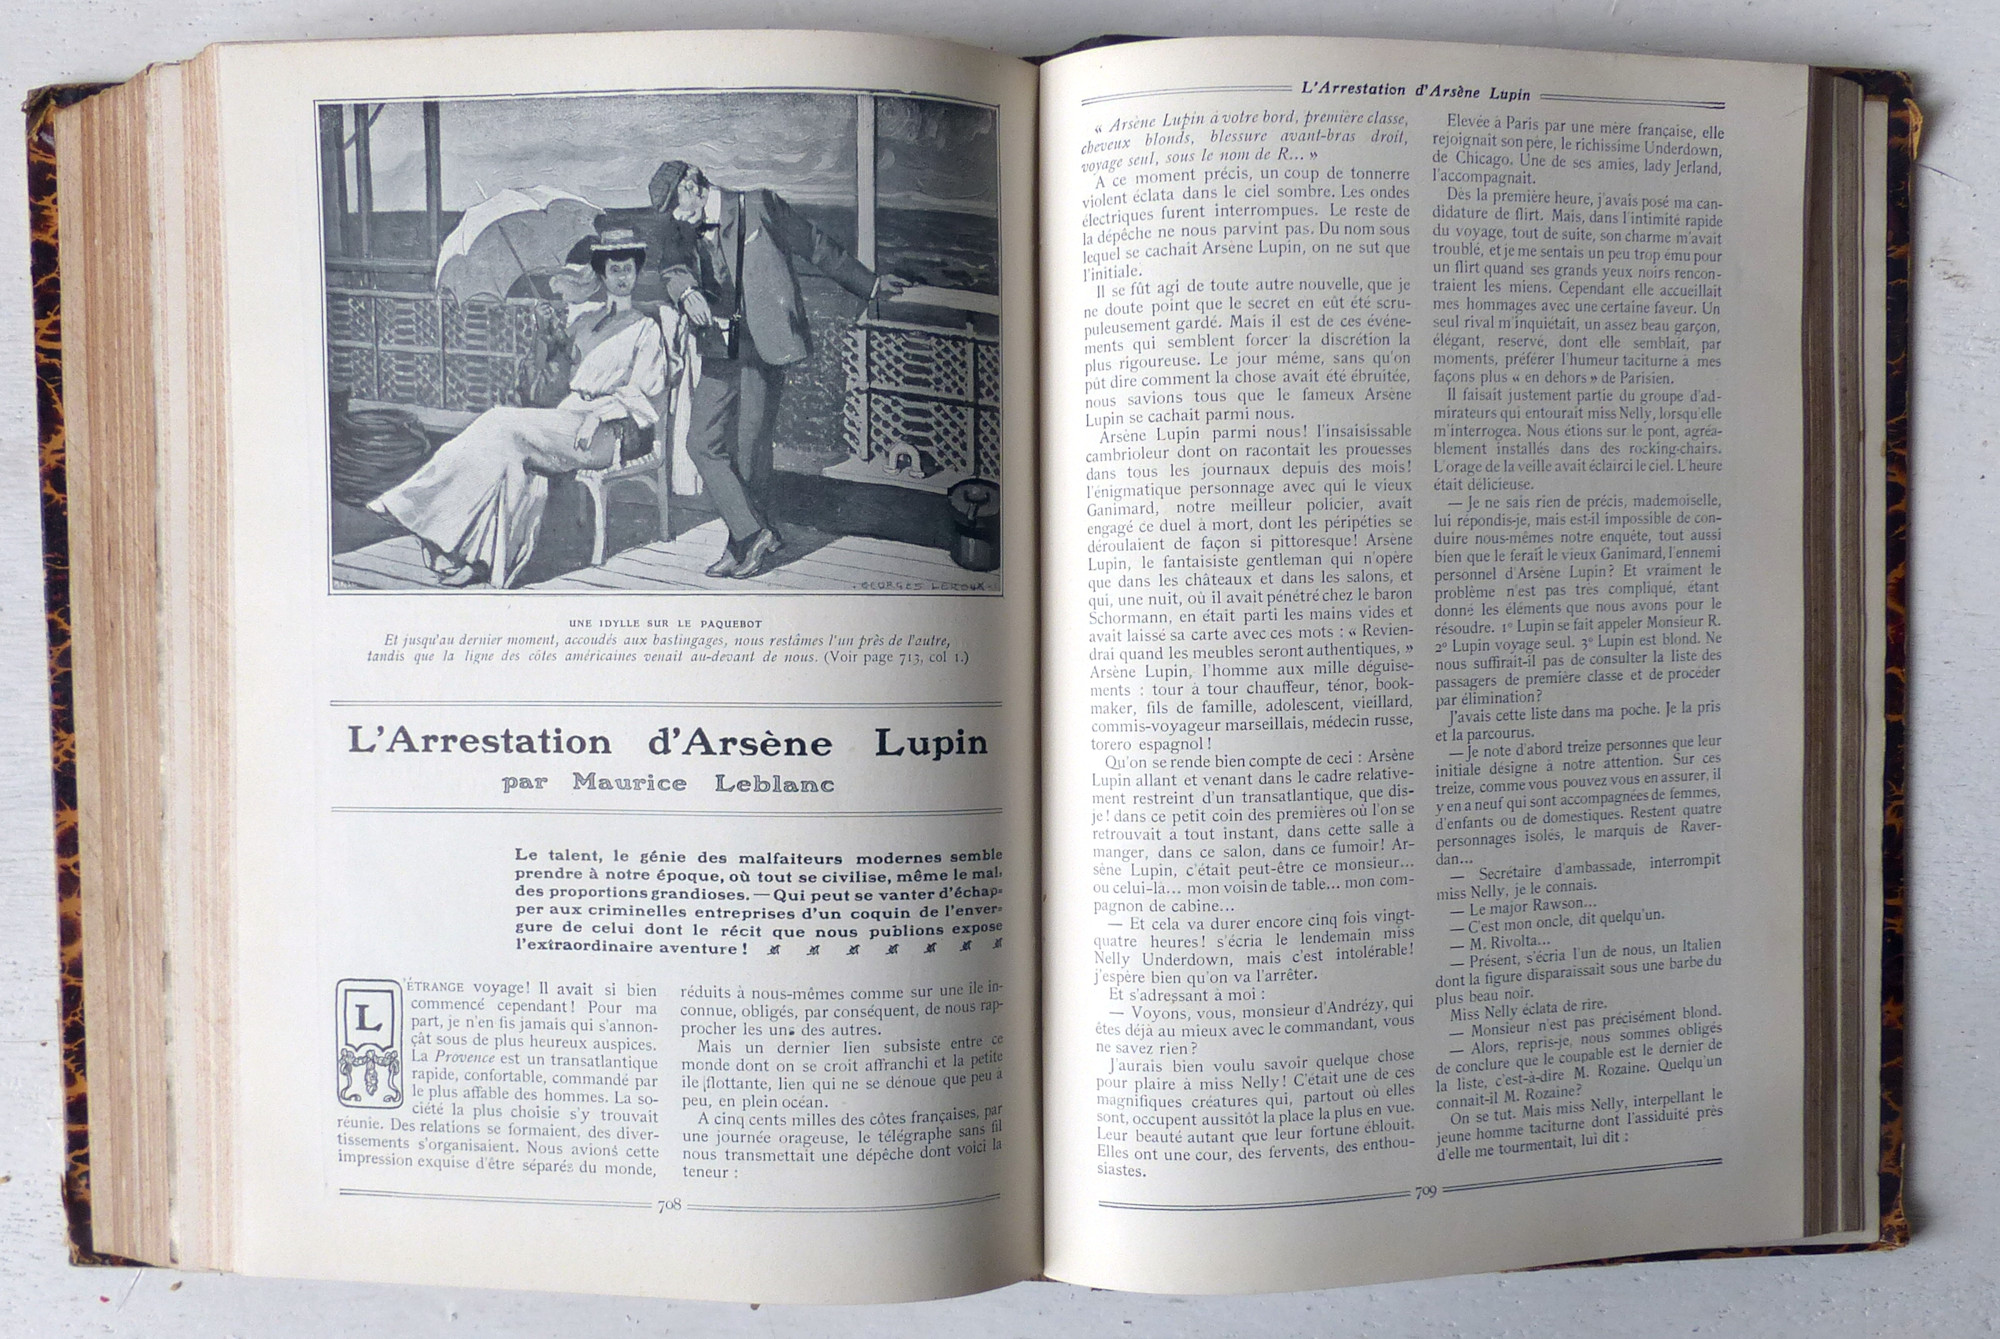 GEORGES LEROUX
UNE IDYLLE SUR LE PAQUEBOT
Et jusqu'au dernier moment, accoudés aux bastingages, nous restâmes l'un près de l'autre,
tandis que la ligne des côtes américaines venait au-devant de nous. (Voir page 713, col 1.)
L'Arrestation d'Arsène Lupin
par Maurice Leblanc
Le talent, le génie des malfaiteurs modernes semble
prendre à notre époque, où tout se civilise, même le mal,
des proportions grandioses. — Qui peut se vanter d'échap-
per aux criminelles entreprises d'un coquin de l'enver-
gure de celui dont le récit que nous publions expose
l'extraordinaire aventure !
L'ÉTRANGE voyage! Il avait si bien
commencé cependant! Pour ma
part, je n'en fis jamais qui s'annon-
çât sous de plus heureux auspices.
La Provence est un transatlantique
rapide, confortable, commandé par
le plus affable des hommes. La so-
ciété la plus choisie s'y trouvait
réunie. Des relations se formaient, des diver-
tissements s'organisaient. Nous avions cette
impression exquise d'être séparés du monde,
réduits à nous-mêmes comme sur une île in-
connue, obligés, par conséquent, de nous rap-
procher les uns des autres.
Mais un dernier lien subsiste entre ce
monde dont on se croit affranchi et la petite
île flottante, lien qui ne se dénoue que peu à
peu, en plein océan.
A cinq cents milles des côtes françaises, par
une journée orageuse, le télégraphe sans fil
nous transmettait une dépêche dont voici la
teneur :
708
L'Arrestation d'Arsène Lupin
« Arsène Lupin à votre bord, première classe,
cheveux blonds, blessure avant-bras droit,
voyage seul, sous le nom de R... »
A ce moment précis, un coup de tonnerre
violent éclata dans le ciel sombre. Les ondes
électriques furent interrompues. Le reste de
la dépêche ne nous parvint pas. Du nom sous
lequel se cachait Arsène Lupin, on ne sut que
l'initiale.
Il se fût agi de toute autre nouvelle, que je
ne doute point que le secret en eût été scru-
puleusement gardé. Mais il est de ces événe-
ments qui semblent forcer la discrétion la
plus rigoureuse. Le jour même, sans qu'on
pût dire comment la chose avait été ébruitée,
nous savions tous que le fameux Arsène
Lupin se cachait parmi nous.
Arsène Lupin parmi nous! l'insaisissable
cambrioleur dont on racontait les prouesses
dans tous les journaux depuis des mois!
l'énigmatique personnage avec qui le vieux
Ganimard, notre meilleur policier, avait
engagé ce duel à mort, dont les péripéties se
déroulaient de façon si pittoresque! Arsène
Lupin, le fantaisiste gentleman qui n'opère
que dans les châteaux et dans les salons, et
qui, une nuit, où il avait pénétré chez le baron
Schormann, en était parti les mains vides et
avait laissé sa carte avec ces mots : « Revien-
drai quand les meubles seront authentiques, »
Arsène Lupin, l'homme aux mille déguise-
ments : tour à tour chauffeur, ténor, book-
maker, fils de famille, adolescent, vieillard,
commis-voyageur marseillais, médecin russe,
torero espagnol !
Qu'on se rende bien compte de ceci : Arsène
Lupin allant et venant dans le cadre relative-
ment restreint d'un transatlantique, que dis-
je! dans ce petit coin des premières où l'on se
retrouvait à tout instant, dans cette salle à
manger, dans ce salon, dans ce fumoir! Ar-
sène Lupin, c'était peut-être ce monsieur...
ou celui-là... mon voisin de table... mon com-
pagnon de cabine...
— Et cela va durer encore cinq fois vingt-
quatre heures! s'écria le lendemain miss
Nelly Underdown, mais c'est intolérable!
j'espère bien qu'on va l'arrêter.
Et s'adressant à moi :
— Voyons, vous, monsieur d'Andrézy, qui
êtes déjà au mieux avec le commandant, vous
ne savez rien ?
J'aurais bien voulu savoir quelque chose
pour plaire à miss Nelly! C'était une de ces
magnifiques créatures qui, partout où elles
sont, occupent aussitôt la place la plus en vue.
Leur beauté autant que leur fortune éblouit.
Elles ont une cour, des fervents, des enthou-
siastes.
Elevée à Paris par une mère française, elle
rejoignait son père, le richissime Underdown,
de Chicago. Une de ses amies, lady Jerland,
l'accompagnait.
Dès la première heure, j'avais posé ma can-
didature de flirt. Mais, dans l'intimité rapide
du voyage, tout de suite, son charme m'avait
troublé, et je me sentais un peu trop ému pour
un flirt quand ses grands yeux noirs rencon-
traient les miens. Cependant elle accueillait
mes hommages avec une certaine faveur. Un
seul rival m'inquiétait, un assez beau garçon,
élégant, reservé, dont elle semblait, par
moments, préférer l'humeur taciturne à mes
façons plus « en dehors » de Parisien.
Il faisait justement partie du groupe d'ad-
mirateurs qui entourait miss Nelly, lorsqu'elle
m'interrogea. Nous étions sur le pont, agréa-
blement installés dans des rocking-chairs.
L'orage de la veille avait éclairci le ciel. L'heure
était délicieuse.
— Je ne sais rien de précis, mademoiselle,
lui répondis-je, mais est-il impossible de con-
duire nous-mêmes notre enquête, tout aussi
bien que le ferait le vieux Ganimard, l'ennemi
personnel d'Arsène Lupin? Et vraiment le
problème n'est pas très compliqué, étant
donné les éléments que nous avons pour le
résoudre. 1° Lupin se fait appeler Monsieur R.
2° Lupin voyage seul. 3° Lupin est blond. Ne
nous suffirait-il pas de consulter la liste des
passagers de première classe et de procéder
par élimination?
J'avais cette liste dans ma poche. Je la pris
et la parcourus.
— Je note d'abord treize personnes que leur
initiale désigne à notre attention. Sur ces
treize, comme vous pouvez vous en assurer, il
y en a neuf qui sont accompagnées de femmes,
d'enfants ou de domestiques. Restent quatre
personnages isolés, le marquis de Raver-
dan...
— Secrétaire d'ambassade, interrompit
miss Nelly, je le connais.
— Le major Rawson...
— C'est mon oncle, dit quelqu'un.
— M. Rivolta...
— Présent, s'écria l'un de nous, un Italien
dont la figure disparaissait sous une barbe du
plus beau noir.
Miss Nelly éclata de rire.
— Monsieur n'est pas précisément blond.
— Alors, repris-je, nous sommes obligés
de conclure que le coupable est le dernier de
la liste, c'est-à-dire M. Rozaine. Quelqu'un
connait-il M. Rozaine?
On se tut. Mais miss Nelly, interpellant le
jeune homme taciturne dont l'assiduité près
d'elle me tourmentait, lui dit :
709